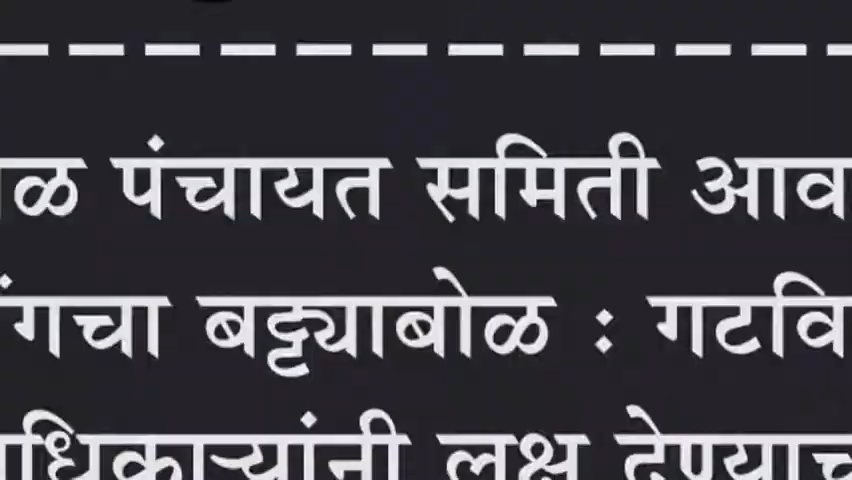 ळ पंचायत समिती आव
ंगचा बट्ट्याबोळ : गटवि
ाधिकाऱ्यांनी लक्ष देण्याच